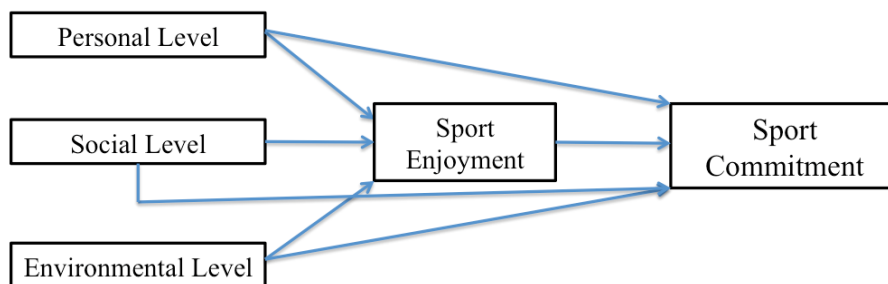 Personal Level
Social Level
Sport
Enjoyment
Sport
Commitment
Environmental Level